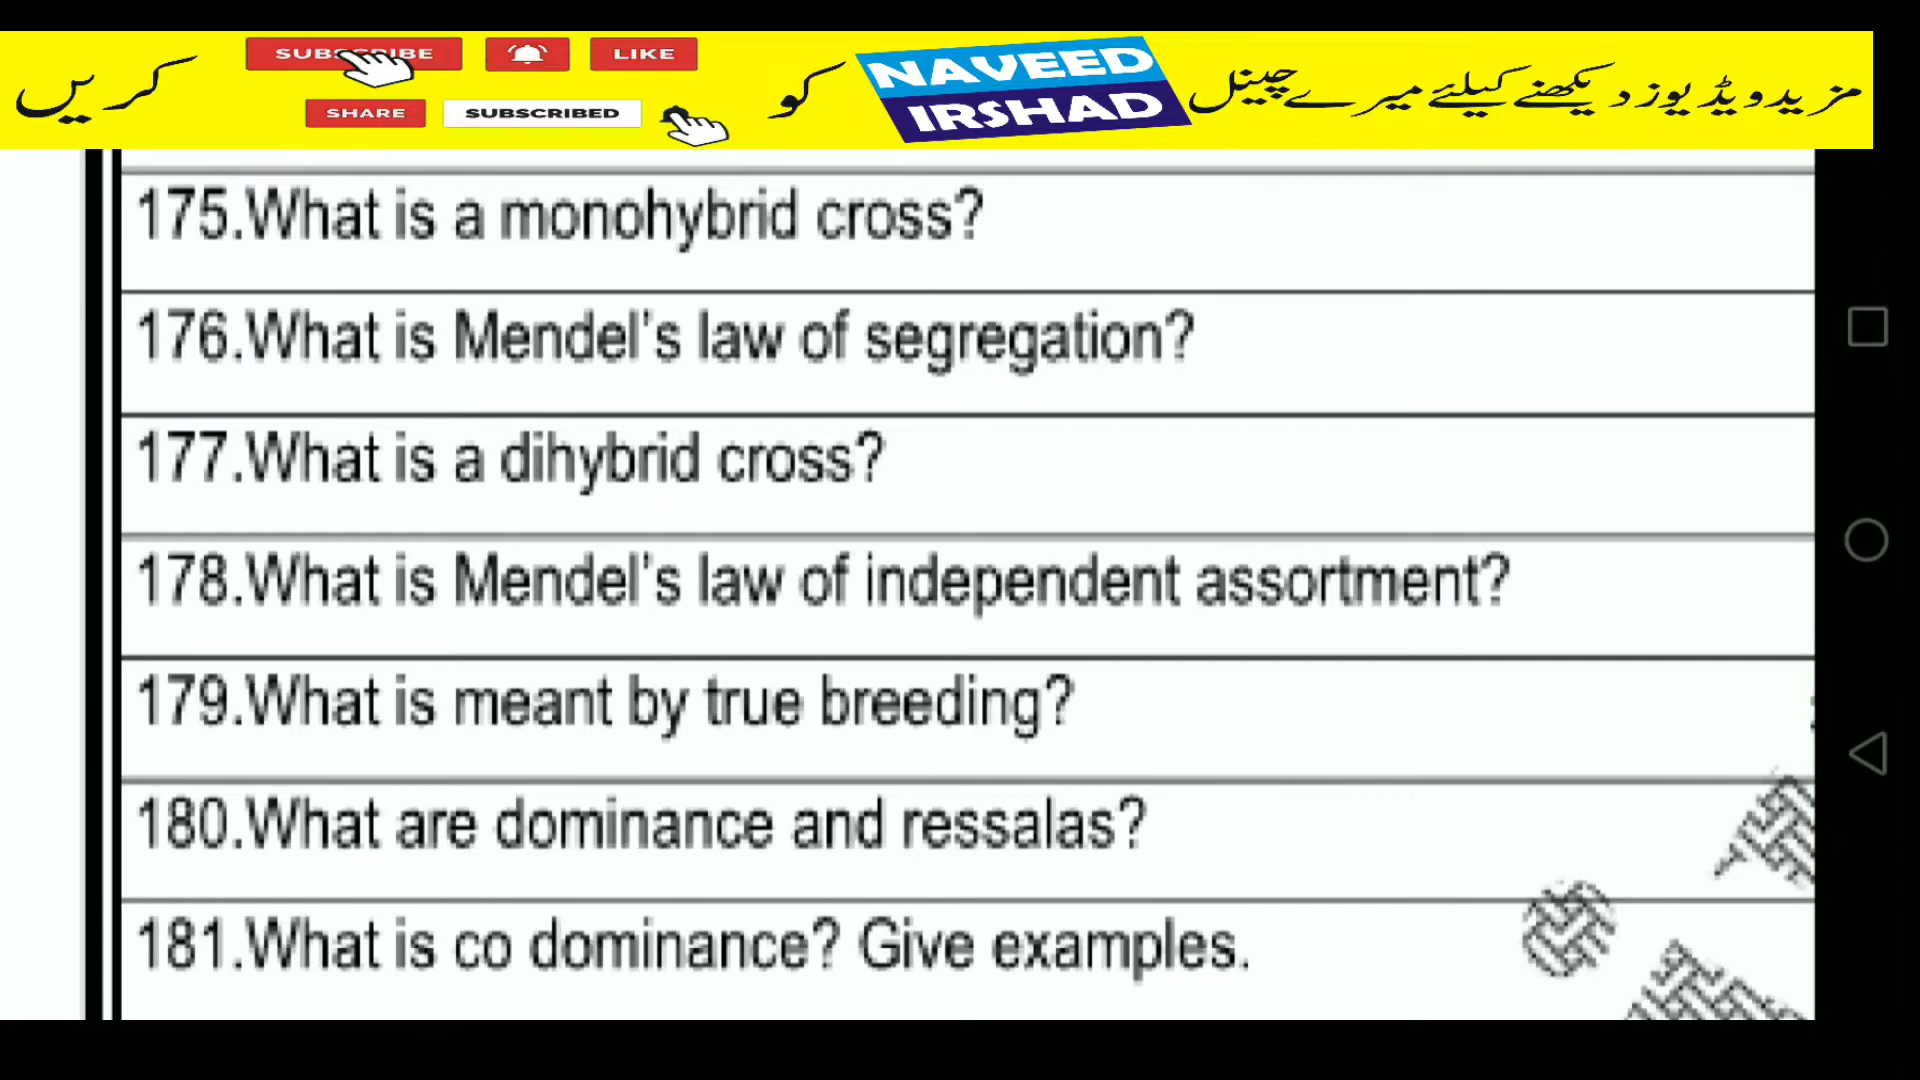 مزید ویڈیوز دیکھنے کیلئے میرے چینل NAVEED IRSHAD کو SUBSCRIBE LIKE SHARE SUBSCRIBED کریں
175.What is a monohybrid cross?
176.What is Mendel's law of segregation?
177.What is a dihybrid cross?
178.What is Mendel's law of independent assortment?
179.What is meant by true breeding?
180.What are dominance and ressalas?
181.What is co dominance? Give examples.